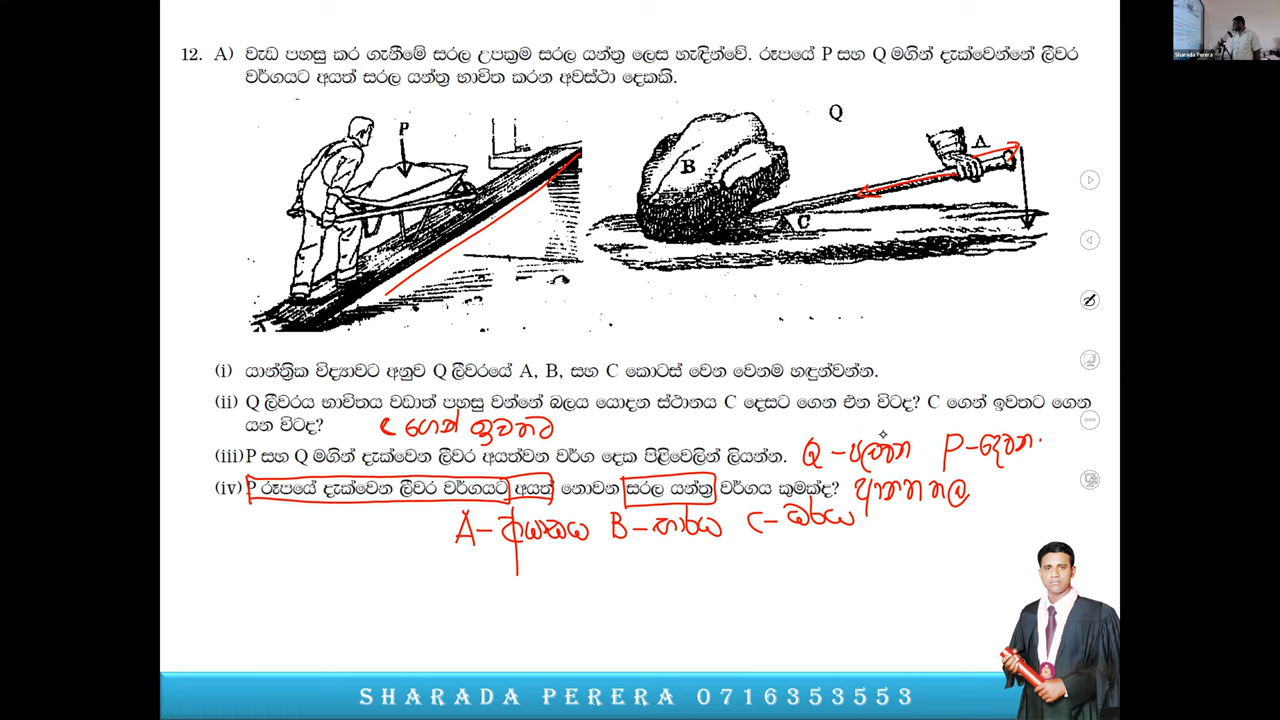 Sharada Perera
12. A) වැඩ පහසු කර ගැනීමේ සරල උපක්‍රම සරල යන්ත්‍ර ලෙස හැඳින්වේ. රූපයේ P සහ Q මගින් දැක්වෙන්නේ ලීවර
වර්ගයට අයත් සරල යන්ත්‍ර භාවිත කරන අවස්ථා දෙකකි.
P
Q
A
B
C
(i) යාන්ත්‍රික විද්‍යාවට අනුව Q ලීවරයේ A, B, සහ C කොටස් වෙන වෙනම හඳුන්වන්න.
(ii) Q ලීවරය භාවිතය වඩාත් පහසු වන්නේ බලය යොදන ස්ථානය C දෙසට ගෙන එන විටද? C ගෙන් ඉවතට ගෙන
යන විටද? C ගෙන් ඉවතට
(iii) P සහ Q මගින් දැක්වෙන ලීවර අයත්වන වර්ග දෙක පිළිවෙලින් ලියන්න. Q – පළවන P – දෙවන.
(iv) P රූපයේ දැක්වෙන ලීවර වර්ගයට අයත් නොවන සරල යන්ත්‍ර වර්ගය කුමක්ද? ආනත තල
A – ආයාසය B – භාරය C – ධරය
SHARADA PERERA 0716353553